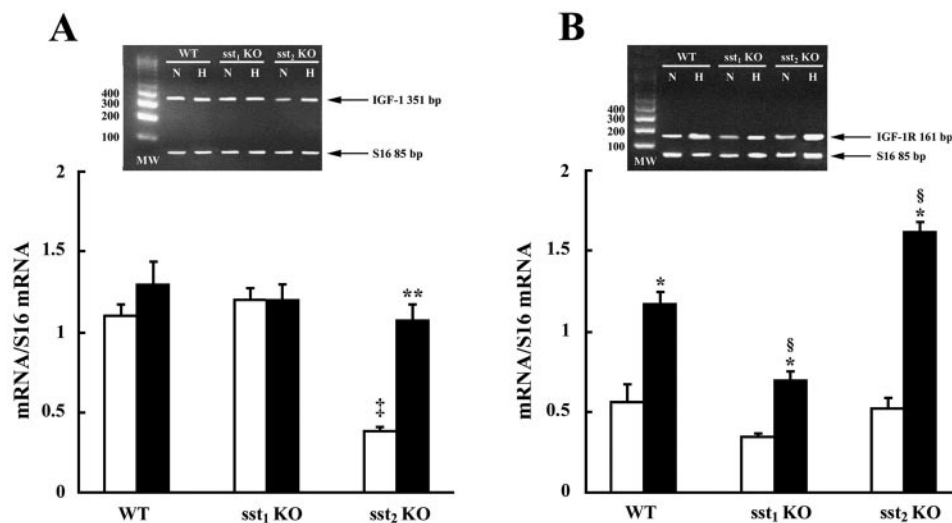 A
WT sst₁ KO sst₂ KO
N H N H N H
400
300
200
100
MW
IGF-1 351 bp
S16 85 bp
mRNA/S16 mRNA
2
1.5
1
0.5
0
**
‡
WT sst₁ KO sst₂ KO
B
WT sst₁ KO sst₂ KO
N H N H N H
400
300
200
100
MW
IGF-1R 161 bp
S16 85 bp
mRNA/S16 mRNA
2
1.5
1
0.5
0
*
§
*
§
*
WT sst₁ KO sst₂ KO